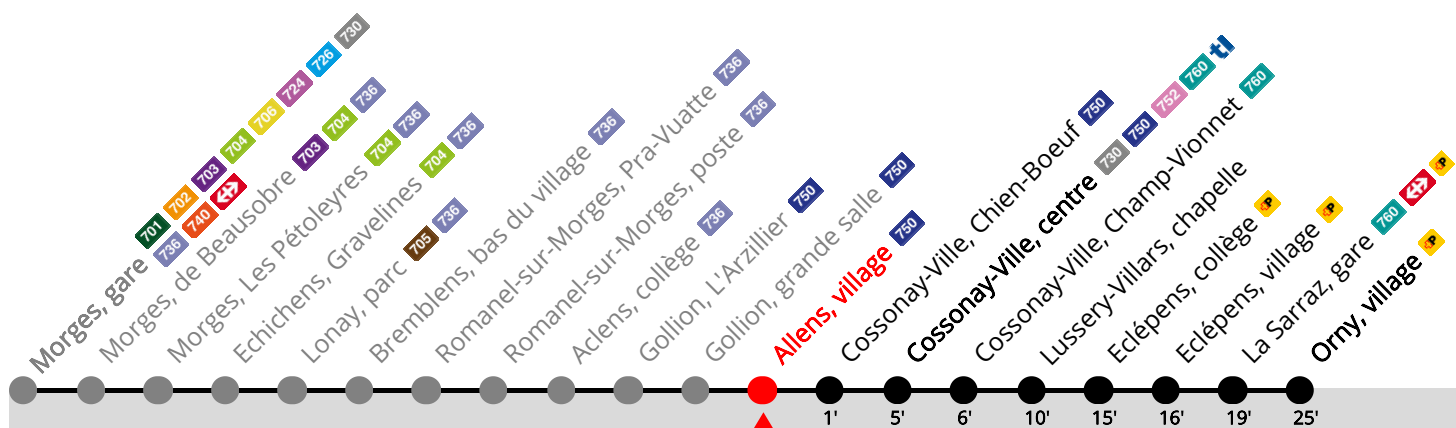 Morges, gare 701 702 703 704 706 724 726 730
736 740
Morges, de Beausobre 703 704 736
Morges, Les Pétoleyres 704 736
Echichens, Gravelines 704 736
Lonay, parc 705 736
Bremblens, bas du village 736
Romanel-sur-Morges, Pra-Vuatte 736
Romanel-sur-Morges, poste 736
Aclens, collège 736
Gollion, L'Arzillier 750
Gollion, grande salle 750
Allens, village 750
Cossonay-Ville, Chien-Boeuf 750
Cossonay-Ville, centre 730 750 752 760 tl
Cossonay-Ville, Champ-Vionnet 760
Lussery-Villars, chapelle
Eclépens, collège P
Eclépens, village P
La Sarraz, gare 760 P
Orny, village P
1' 5' 6' 10' 15' 16' 19' 25'